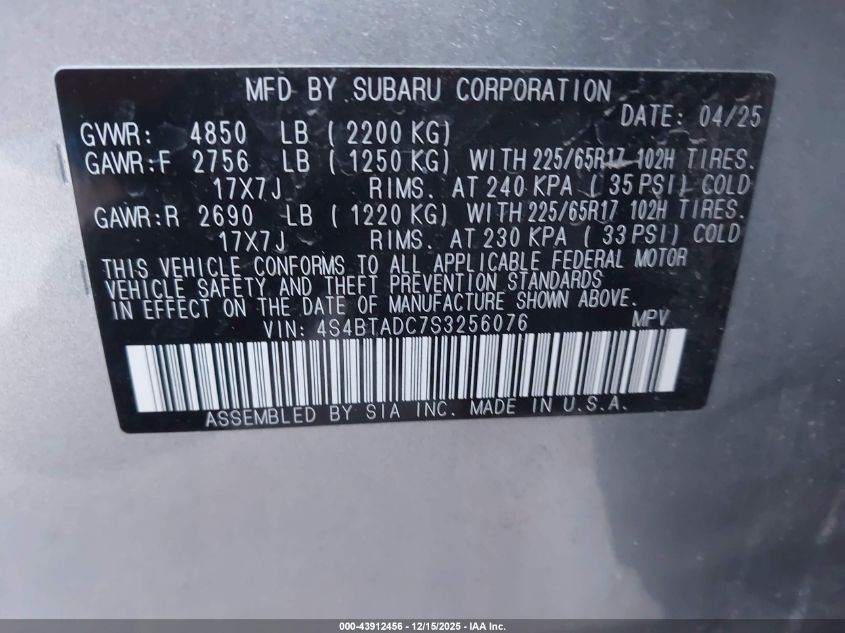 MFD BY SUBARU CORPORATION
DATE: 04/25
GVWR: 4850 LB ( 2200 KG)
GAWR:F 2756 LB ( 1250 KG) WITH 225/65R17 102H TIRES.
17X7J RIMS. AT 240 KPA ( 35 PSI) COLD
GAWR:R 2690 LB ( 1220 KG) WITH 225/65R17 102H TIRES.
17X7J RIMS. AT 230 KPA ( 33 PSI) COLD
THIS VEHICLE CONFORMS TO ALL APPLICABLE FEDERAL MOTOR
VEHICLE SAFETY AND THEFT PREVENTION STANDARDS
IN EFFECT ON THE DATE OF MANUFACTURE SHOWN ABOVE.
VIN: 4S4BTADC7S3256076 MPV
ASSEMBLED BY SIA INC. MADE IN U.S.A.
000-43912456 - 12/15/2025 - IAA Inc.